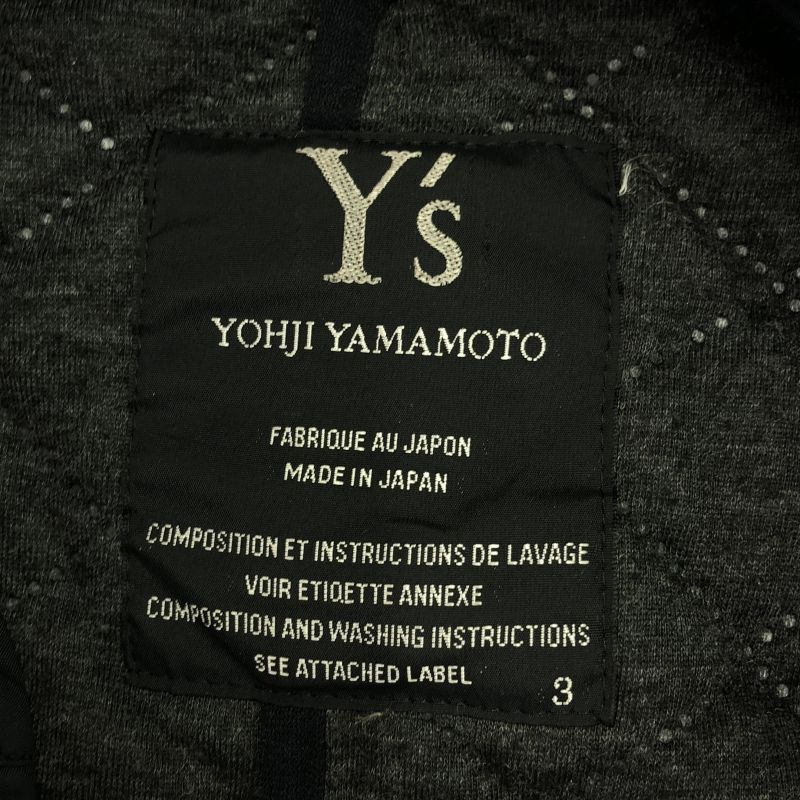 Y's
YOHJI YAMAMOTO
FABRIQUE AU JAPON
MADE IN JAPAN
COMPOSITION ET INSTRUCTIONS DE LAVAGE
VOIR ETIQETTE ANNEXE
COMPOSITION AND WASHING INSTRUCTIONS
SEE ATTACHED LABEL
3